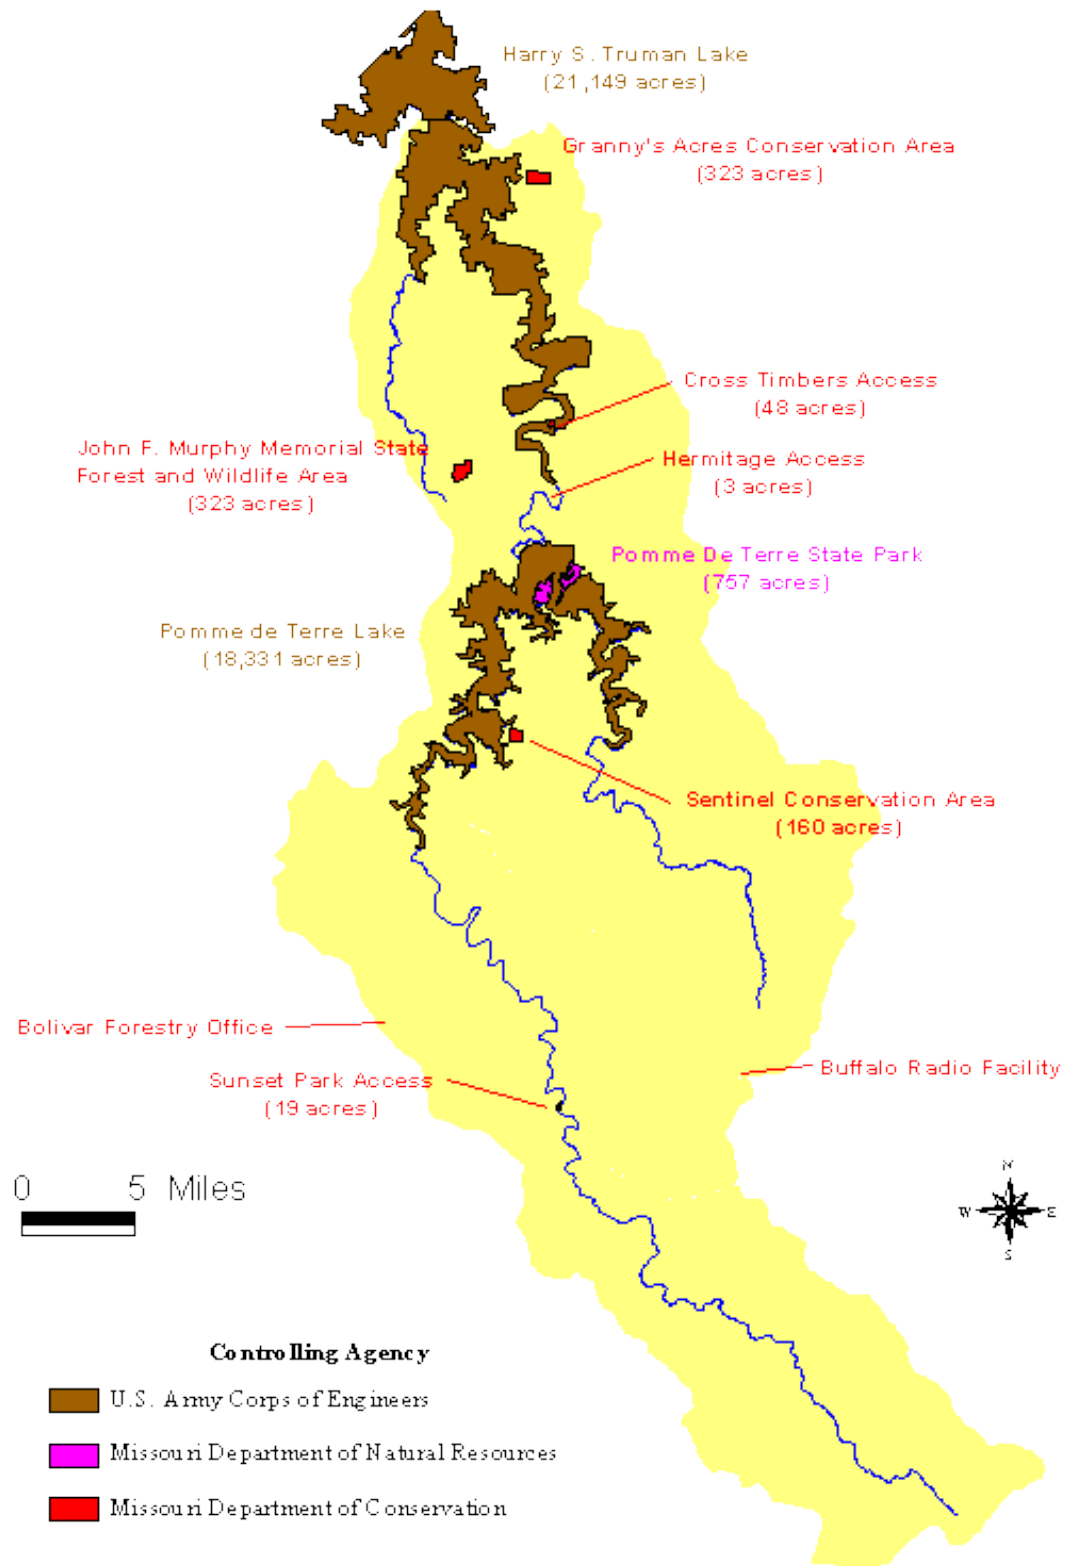 Harry S. Truman Lake
(21,149 acres)
Granny's Acres Conservation Area
(323 acres)
Cross Timbers Access
(48 acres)
John F. Murphy Memorial State
Forest and Wildlife Area
(323 acres)
Hermitage Access
(3 acres)
Pomme De Terre State Park
(757 acres)
Pomme de Terre Lake
(18,331 acres)
Sentinel Conservation Area
(160 acres)
Bolivar Forestry Office
Buffalo Radio Facility
Sunset Park Access
(19 acres)
0 5 Miles
N
W E
S
Controlling Agency
U.S. Army Corps of Engineers
Missouri Department of Natural Resources
Missouri Department of Conservation